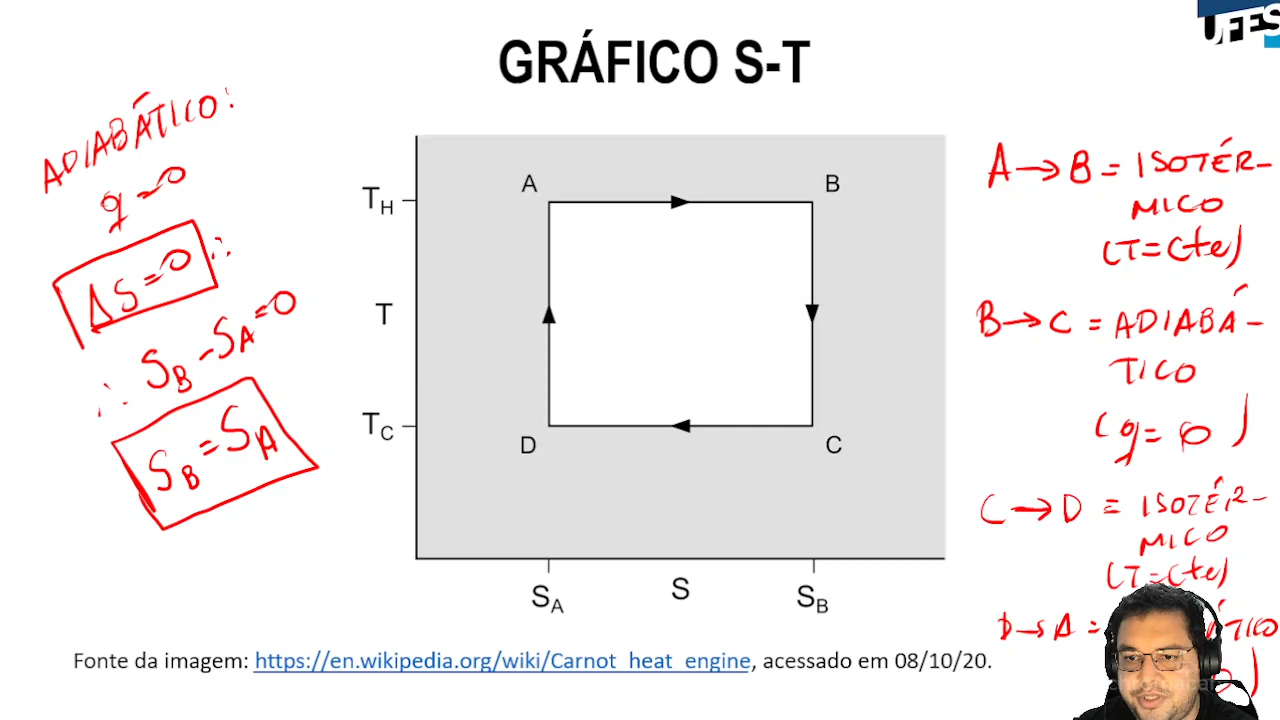 UFES
GRÁFICO S-T
ADIABÁTICO:
q=0
ΔS=0 ∴
∴ S_B - S_A = 0
S_B = S_A
A
B
T_H
T
T_C
D
C
S_A
S
S_B
A → B = ISOTÉR-
MICO
(T=Cte)
B → C = ADIABÁ-
TICO
(q=0)
C → D = ISOTÉR-
MICO
(T=Cte)
D → A =
Fonte da imagem: https://en.wikipedia.org/wiki/Carnot_heat_engine, acessado em 08/10/20.